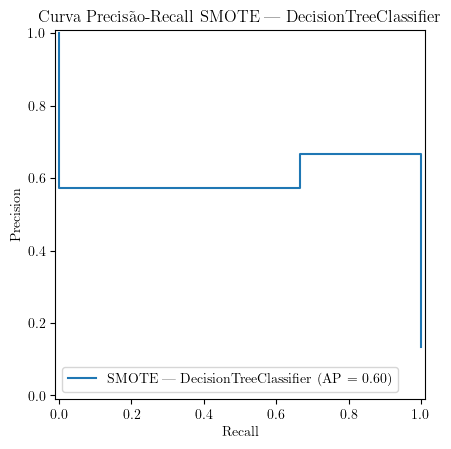 Curva Precisão-Recall SMOTE — DecisionTreeClassifier
1.0
0.8
0.6
0.4
0.2
0.0
Precision
SMOTE — DecisionTreeClassifier (AP = 0.60)
0.0 0.2 0.4 0.6 0.8 1.0
Recall